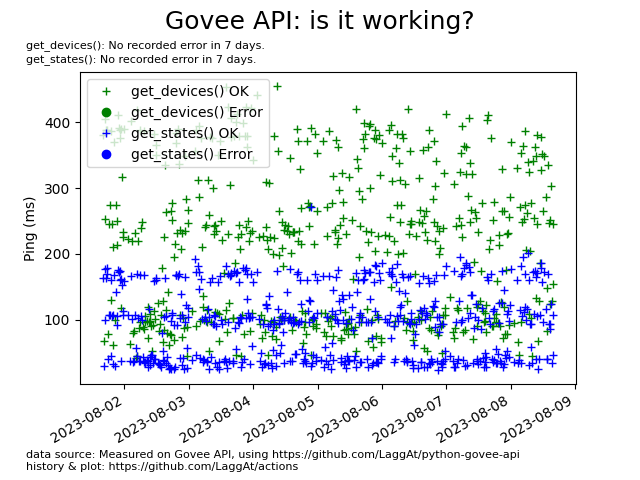 Govee API: is it working?
get_devices(): No recorded error in 7 days.
get_states(): No recorded error in 7 days.
get_devices() OK
get_devices() Error
get_states() OK
get_states() Error
Ping (ms)
400
300
200
100
2023-08-02
2023-08-03
2023-08-04
2023-08-05
2023-08-06
2023-08-07
2023-08-08
2023-08-09
data source: Measured on Govee API, using https://github.com/LaggAt/python-govee-api
history & plot: https://github.com/LaggAt/actions